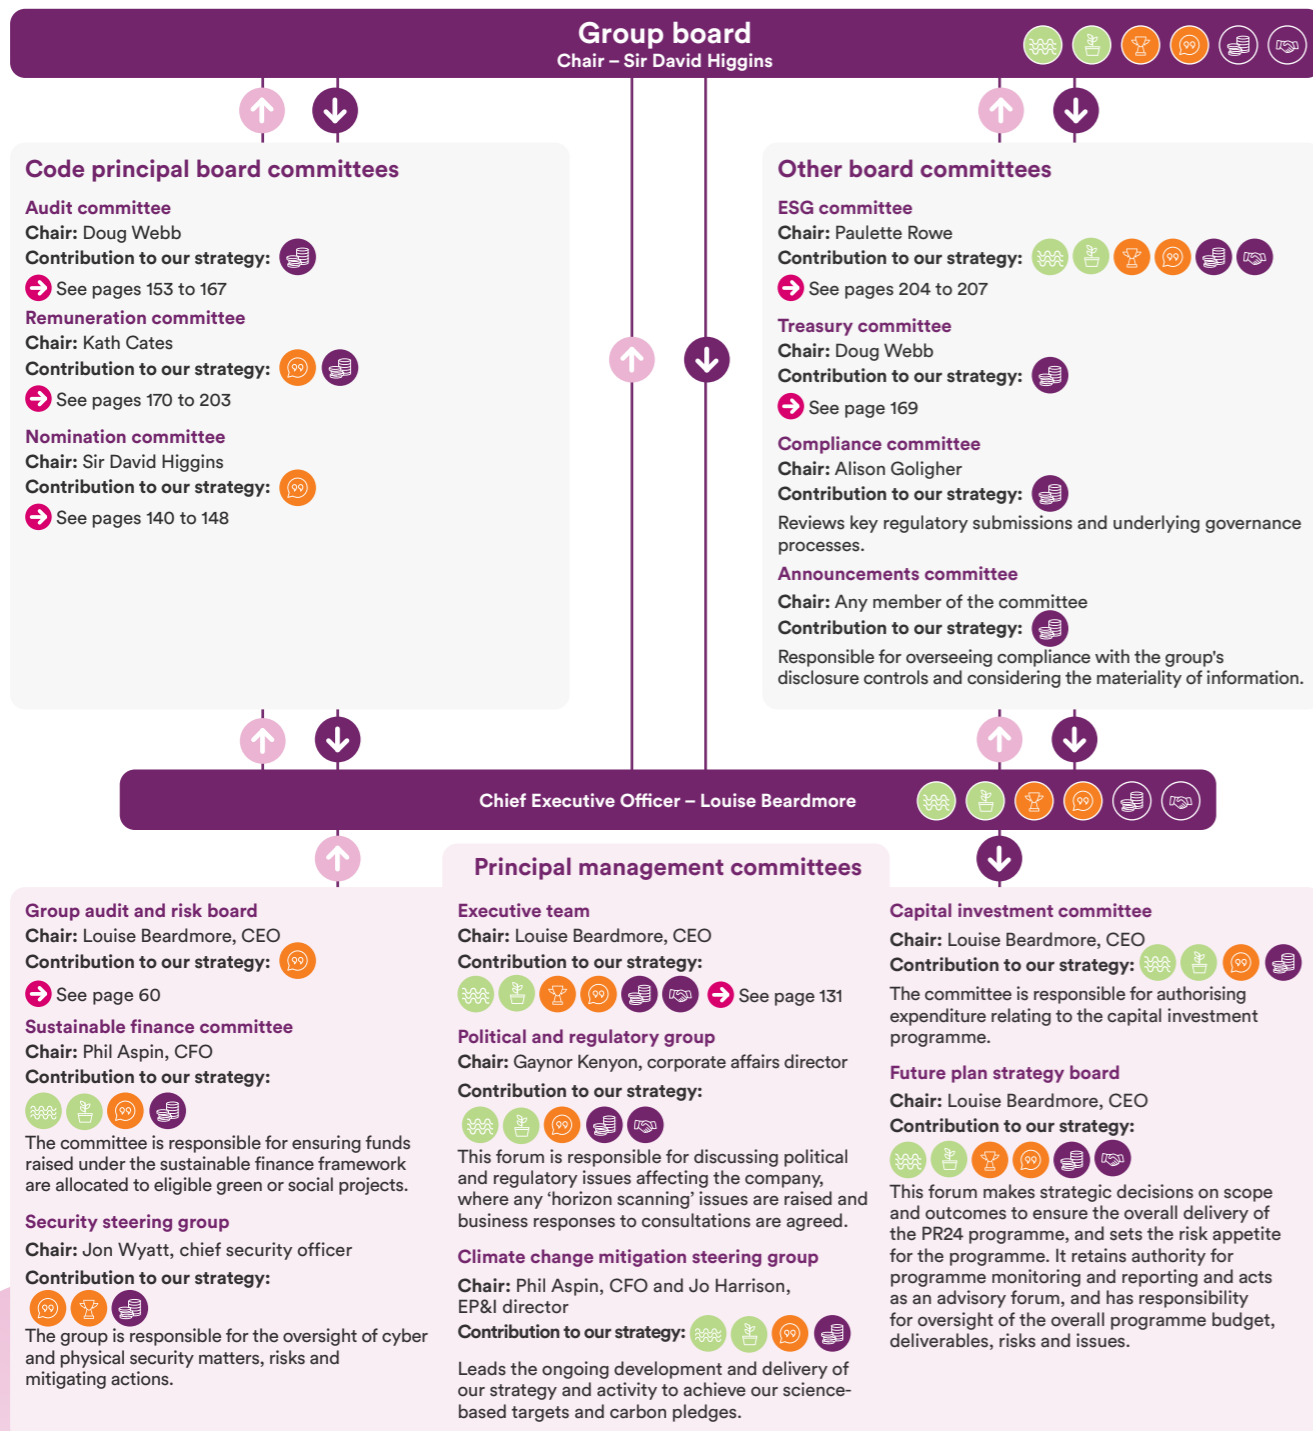 Group board
Chair – Sir David Higgins
Code principal board committees
Audit committee
Chair: Doug Webb
Contribution to our strategy:
See pages 153 to 167
Remuneration committee
Chair: Kath Cates
Contribution to our strategy:
See pages 170 to 203
Nomination committee
Chair: Sir David Higgins
Contribution to our strategy:
See pages 140 to 148
Other board committees
ESG committee
Chair: Paulette Rowe
Contribution to our strategy:
See pages 204 to 207
Treasury committee
Chair: Doug Webb
Contribution to our strategy:
See page 169
Compliance committee
Chair: Alison Goligher
Contribution to our strategy:
Reviews key regulatory submissions and underlying governance
processes.
Announcements committee
Chair: Any member of the committee
Contribution to our strategy:
Responsible for overseeing compliance with the group's
disclosure controls and considering the materiality of information.
Chief Executive Officer – Louise Beardmore
Principal management committees
Group audit and risk board
Chair: Louise Beardmore, CEO
Contribution to our strategy:
See page 60
Sustainable finance committee
Chair: Phil Aspin, CFO
Contribution to our strategy:
The committee is responsible for ensuring funds
raised under the sustainable finance framework
are allocated to eligible green or social projects.
Security steering group
Chair: Jon Wyatt, chief security officer
Contribution to our strategy:
The group is responsible for the oversight of cyber
and physical security matters, risks and
mitigating actions.
Executive team
Chair: Louise Beardmore, CEO
Contribution to our strategy:
See page 131
Political and regulatory group
Chair: Gaynor Kenyon, corporate affairs director
Contribution to our strategy:
This forum is responsible for discussing political
and regulatory issues affecting the company,
where any ‘horizon scanning’ issues are raised and
business responses to consultations are agreed.
Climate change mitigation steering group
Chair: Phil Aspin, CFO and Jo Harrison,
EP&I director
Contribution to our strategy:
Leads the ongoing development and delivery of
our strategy and activity to achieve our science-
based targets and carbon pledges.
Capital investment committee
Chair: Louise Beardmore, CEO
Contribution to our strategy:
The committee is responsible for authorising
expenditure relating to the capital investment
programme.
Future plan strategy board
Chair: Louise Beardmore, CEO
Contribution to our strategy:
This forum makes strategic decisions on scope
and outcomes to ensure the overall delivery of
the PR24 programme, and sets the risk appetite
for the programme. It retains authority for
programme monitoring and reporting and acts
as an advisory forum, and has responsibility
for oversight of the overall programme budget,
deliverables, risks and issues.